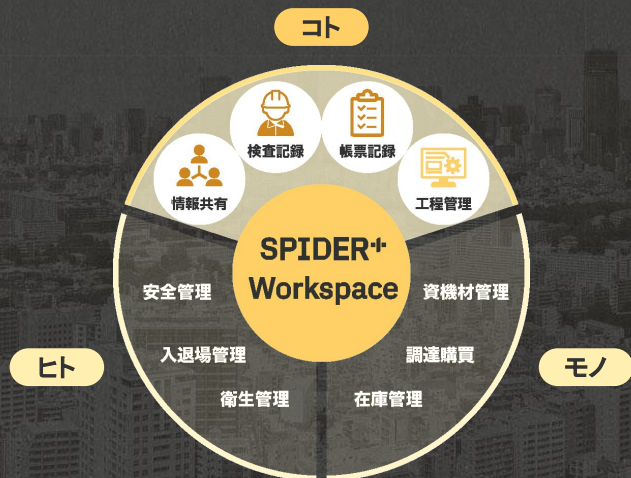 コト
検査記録
帳票記録
情報共有
工程管理
SPIDER+
Workspace
安全管理
資機材管理
入退場管理
調達購買
ヒト
モノ
衛生管理
在庫管理